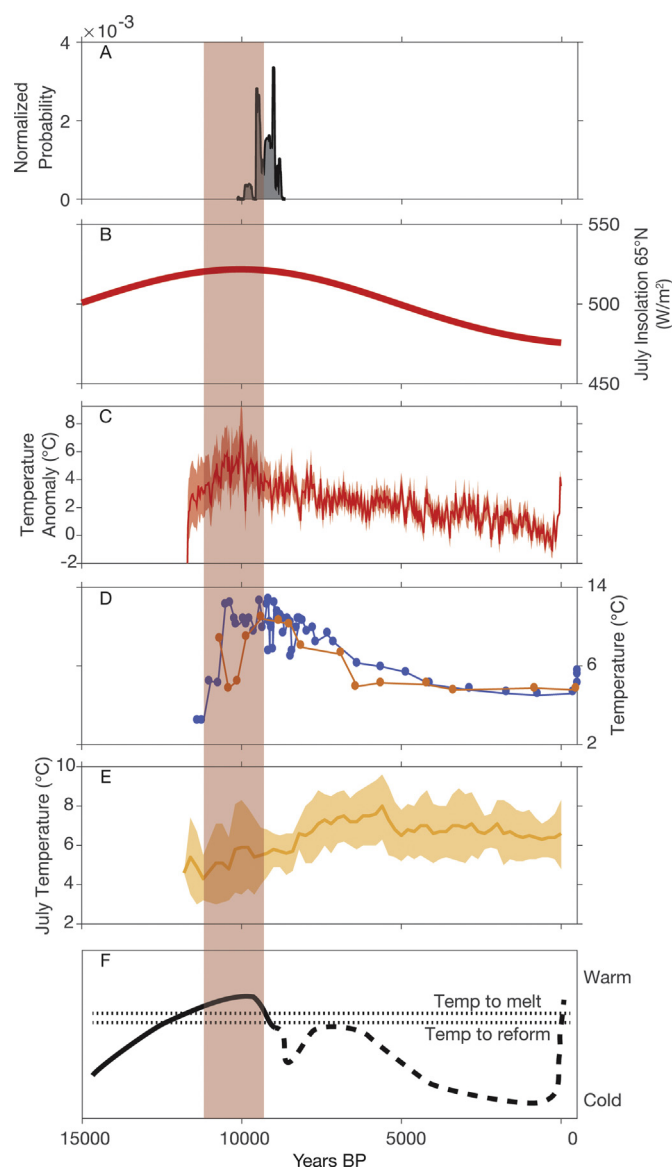 ×10⁻³
4
A
Normalized
Probability
2
0
B
550
500
450
July Insolation 65°N
(W/m²)
C
8
6
4
2
0
-2
Temperature
Anomaly (°C)
D
14
6
2
Temperature (°C)
10
E
8
6
4
2
July Temperature (°C)
F
Warm
Temp to melt
Temp to reform
Cold
15000 10000 5000 0
Years BP